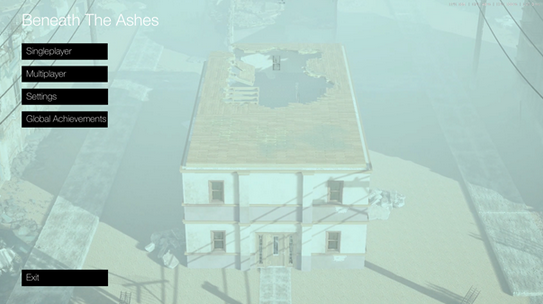 Beneath The Ashes
Singleplayer
Multiplayer
Settings
Global Achievements
Exit